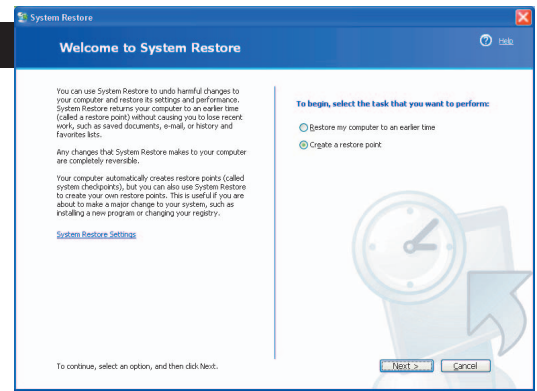 System Restore
Welcome to System Restore
Help
You can use System Restore to undo harmful changes to
your computer and restore its settings and performance.
System Restore returns your computer to an earlier time
(called a restore point) without causing you to lose recent
work, such as saved documents, e-mail, or history and
favorites lists.
Any changes that System Restore makes to your computer
are completely reversible.
Your computer automatically creates restore points (called
system checkpoints), but you can also use System Restore
to create your own restore points. This is useful if you are
about to make a major change to your system, such as
installing a new program or changing your registry.
System Restore Settings
To begin, select the task that you want to perform:
Restore my computer to an earlier time
Create a restore point
To continue, select an option, and then click Next.
Next >
Cancel